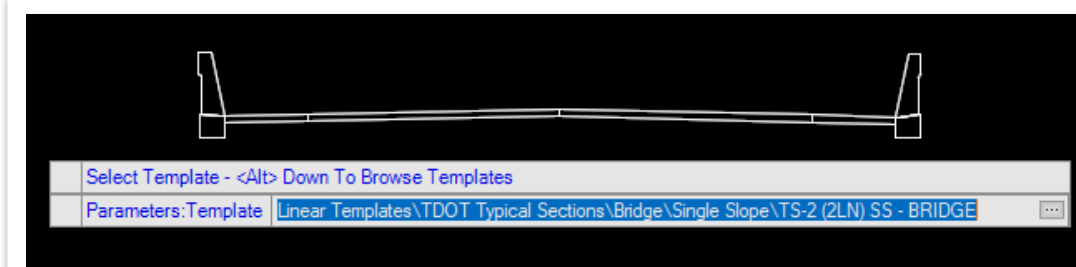 Select Template - <Alt> Down To Browse Templates
Parameters:Template Linear Templates\TDOT Typical Sections\Bridge\Single Slope\TS-2 (2LN) SS - BRIDGE ...